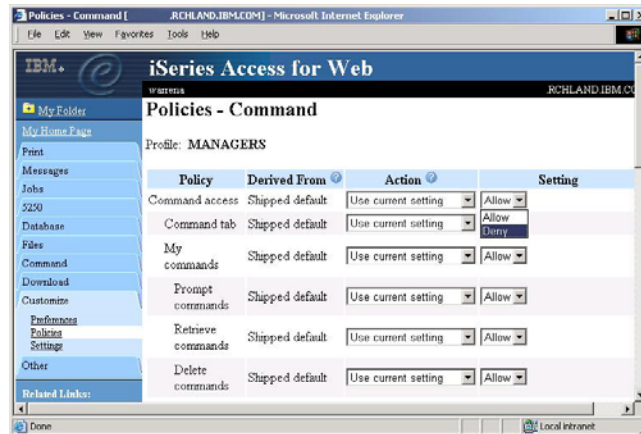 Policies - Command [ .RCHLAND.IBM.COM] - Microsoft Internet Explorer
File Edit View Favorites Tools Help
IBM
iSeries Access for Web
warrena
RCHLAND.IBM.CO
My Folder
My Home Page
Print
Messages
Jobs
5250
Database
Files
Command
Download
Customize
Preferences
Policies
Settings
Other
Related Links:
Policies - Command
Profile: MANAGERS
Policy Derived From ? Action ? Setting
Command access Shipped default Use current setting Allow
Allow
Deny
Command tab Shipped default Use current setting
My commands Shipped default Use current setting Allow
Prompt commands Shipped default Use current setting Allow
Retrieve commands Shipped default Use current setting Allow
Delete commands Shipped default Use current setting Allow
Done
Local intranet